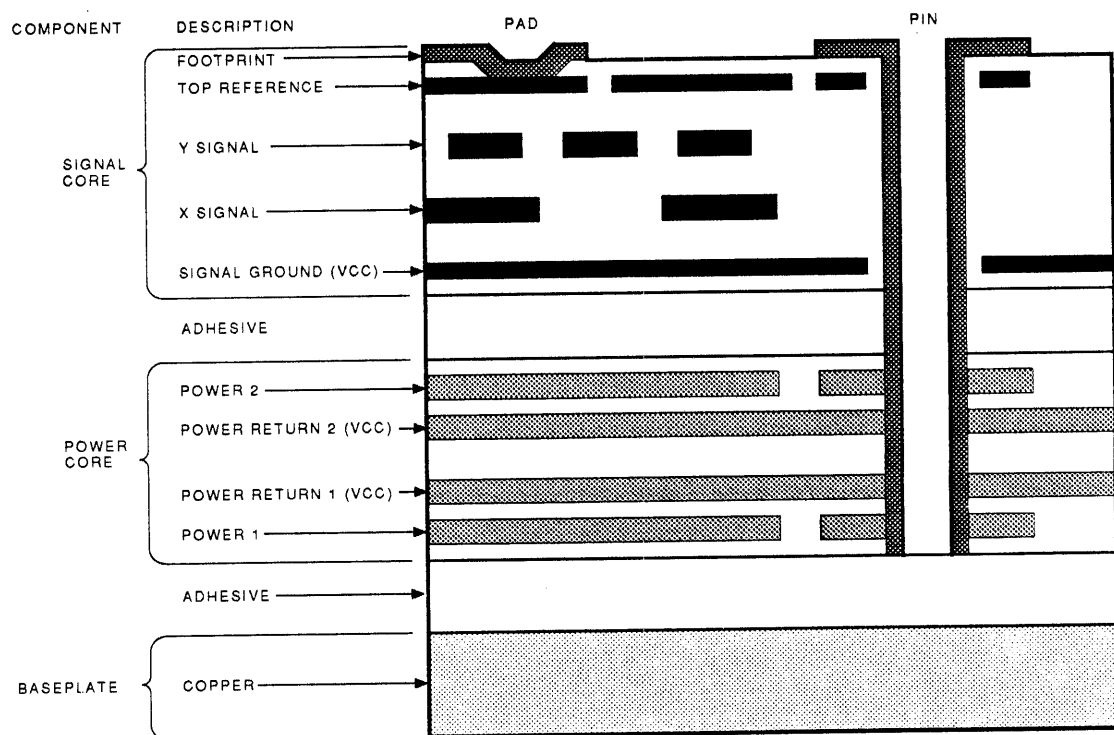 COMPONENT DESCRIPTION PAD PIN
FOOTPRINT
TOP REFERENCE
Y SIGNAL
SIGNAL CORE
X SIGNAL
SIGNAL GROUND (VCC)
ADHESIVE
POWER 2
POWER RETURN 2 (VCC)
POWER CORE
POWER RETURN 1 (VCC)
POWER 1
ADHESIVE
BASEPLATE COPPER